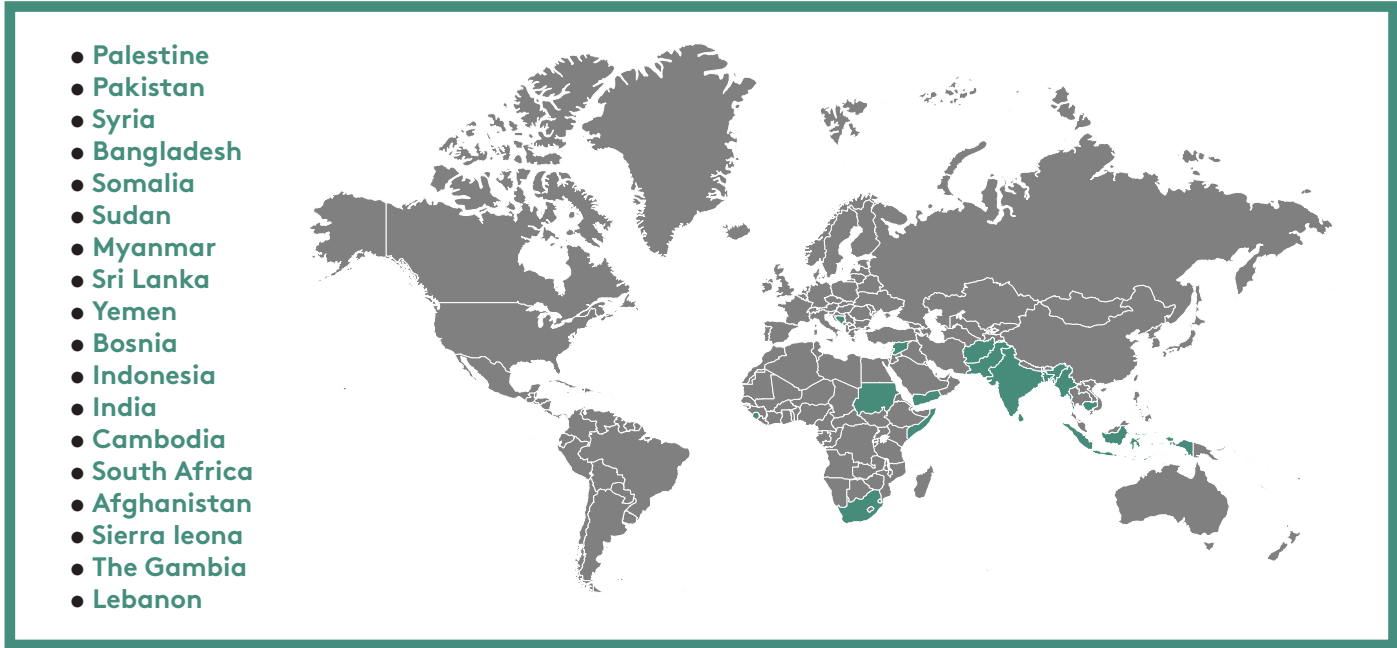 • Palestine
• Pakistan
• Syria
• Bangladesh
• Somalia
• Sudan
• Myanmar
• Sri Lanka
• Yemen
• Bosnia
• Indonesia
• India
• Cambodia
• South Africa
• Afghanistan
• Sierra leona
• The Gambia
• Lebanon